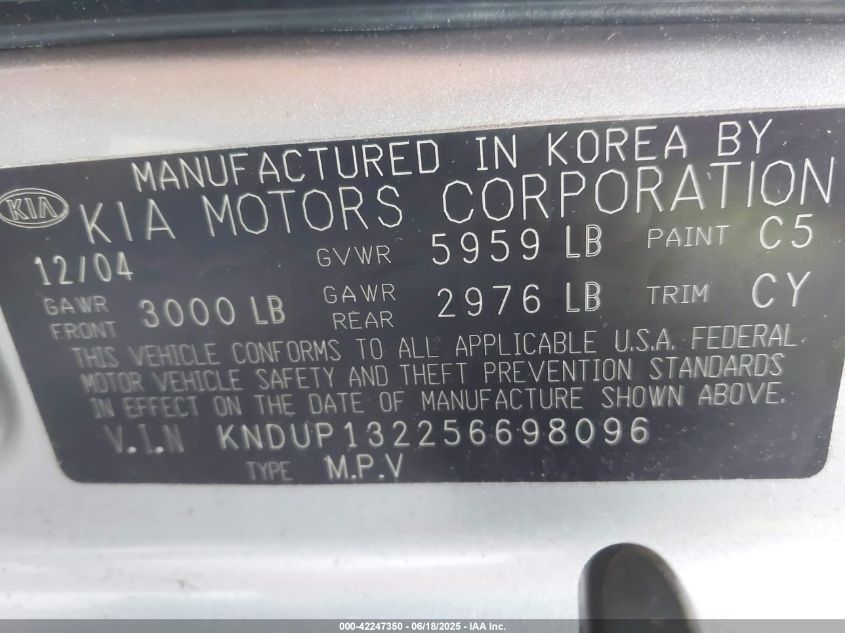 MANUFACTURED IN KOREA BY
KIA KIA MOTORS CORPORATION
12/04 GVWR 5959 LB PAINT C5
GAWR FRONT 3000 LB GAWR REAR 2976 LB TRIM CY
THIS VEHICLE CONFORMS TO ALL APPLICABLE U.S.A. FEDERAL
MOTOR VEHICLE SAFETY AND THEFT PREVENTION STANDARDS
IN EFFECT ON THE DATE OF MANUFACTURE SHOWN ABOVE.
V.I.N KNDUP132256698096
TYPE M.P.V
000-42247350 - 06/18/2025 - IAA Inc.